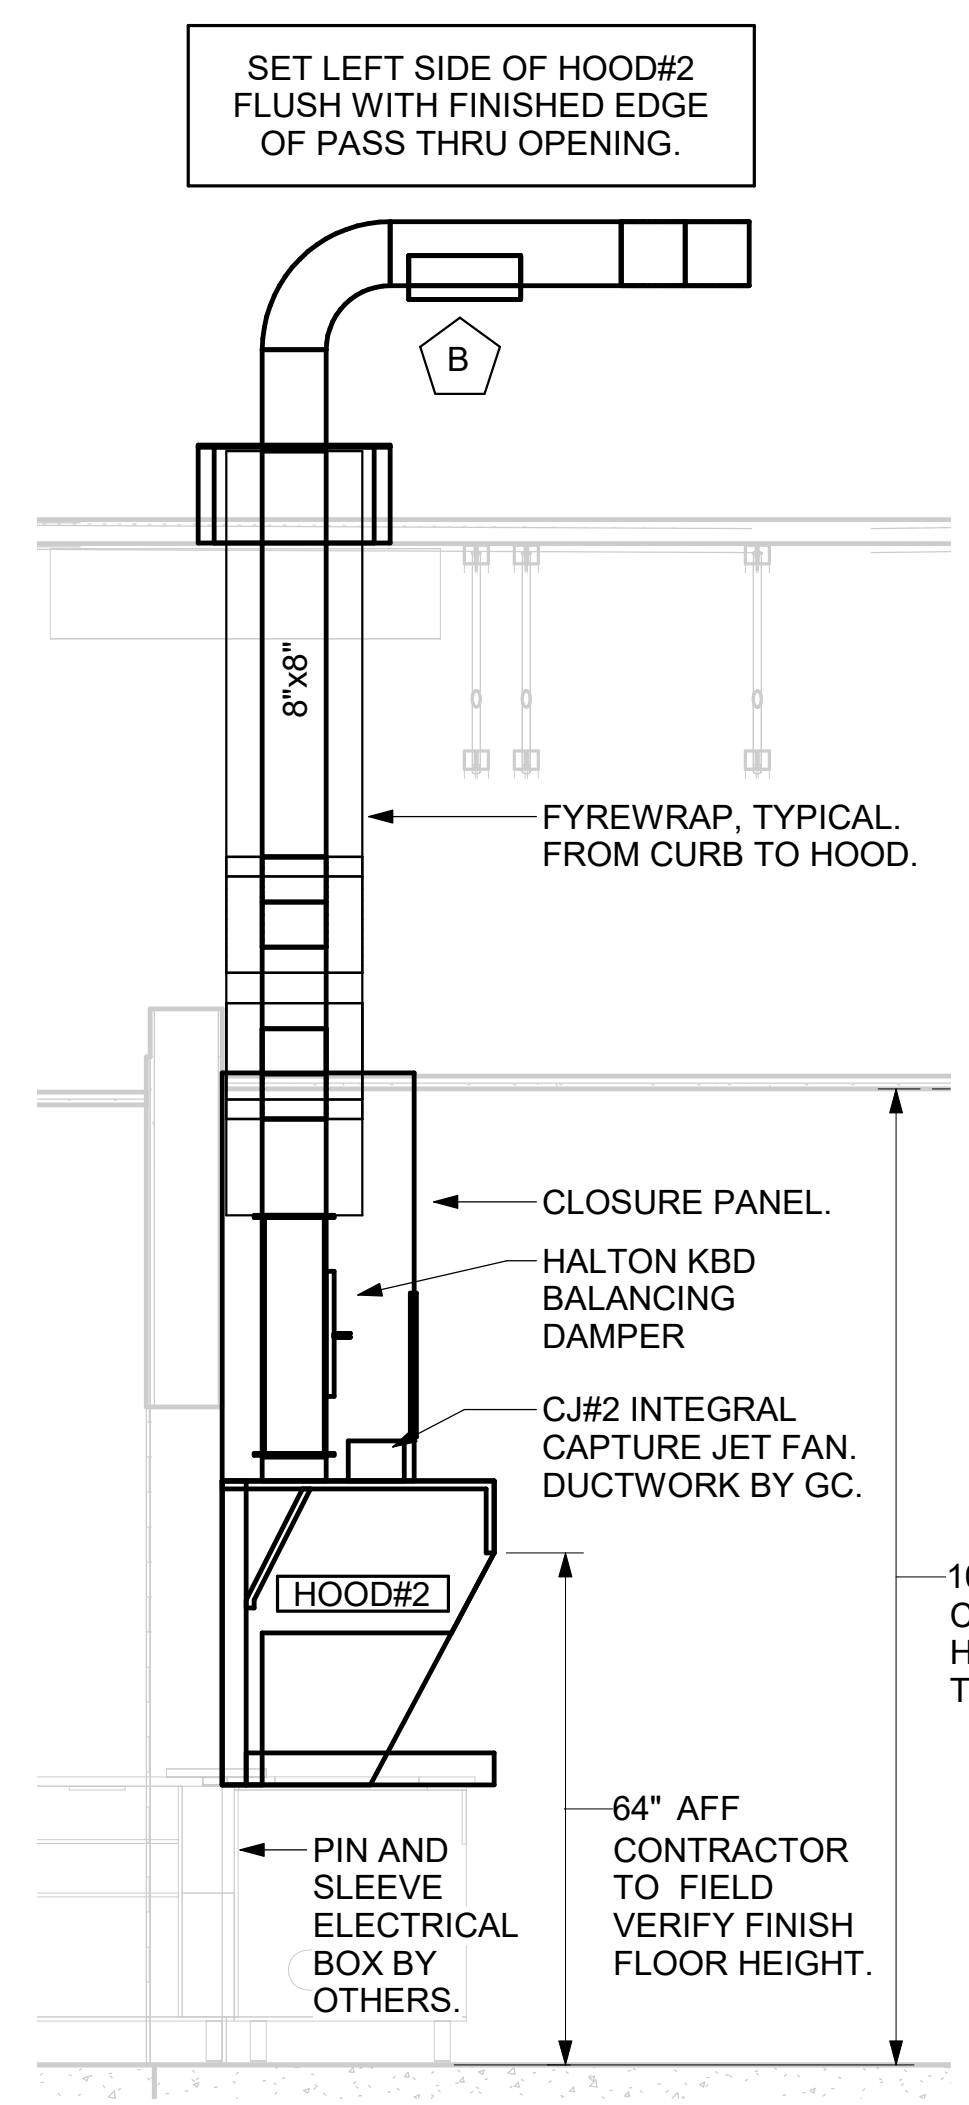 SET LEFT SIDE OF HOOD#2
FLUSH WITH FINISHED EDGE
OF PASS THRU OPENING.
B
8"x8"
FYREWRAP, TYPICAL.
FROM CURB TO HOOD.
CLOSURE PANEL.
HALTON KBD
BALANCING
DAMPER
CJ#2 INTEGRAL
CAPTURE JET FAN.
DUCTWORK BY GC.
HOOD#2
64" AFF
CONTRACTOR
TO FIELD
VERIFY FINISH
FLOOR HEIGHT.
PIN AND
SLEEVE
ELECTRICAL
BOX BY
OTHERS.